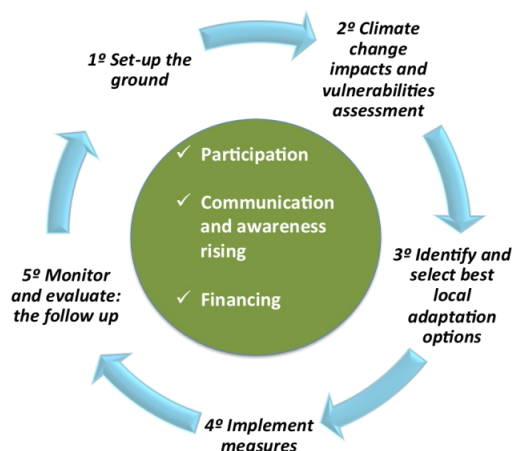 1º Set-up the
ground
2º Climate
change
impacts and
vulnerabilities
assessment
3º Identify and
select best
local
adaptation
options
4º Implement
measures
5º Monitor
and evaluate:
the follow up
✓ Participation
✓ Communication
and awareness
rising
✓ Financing